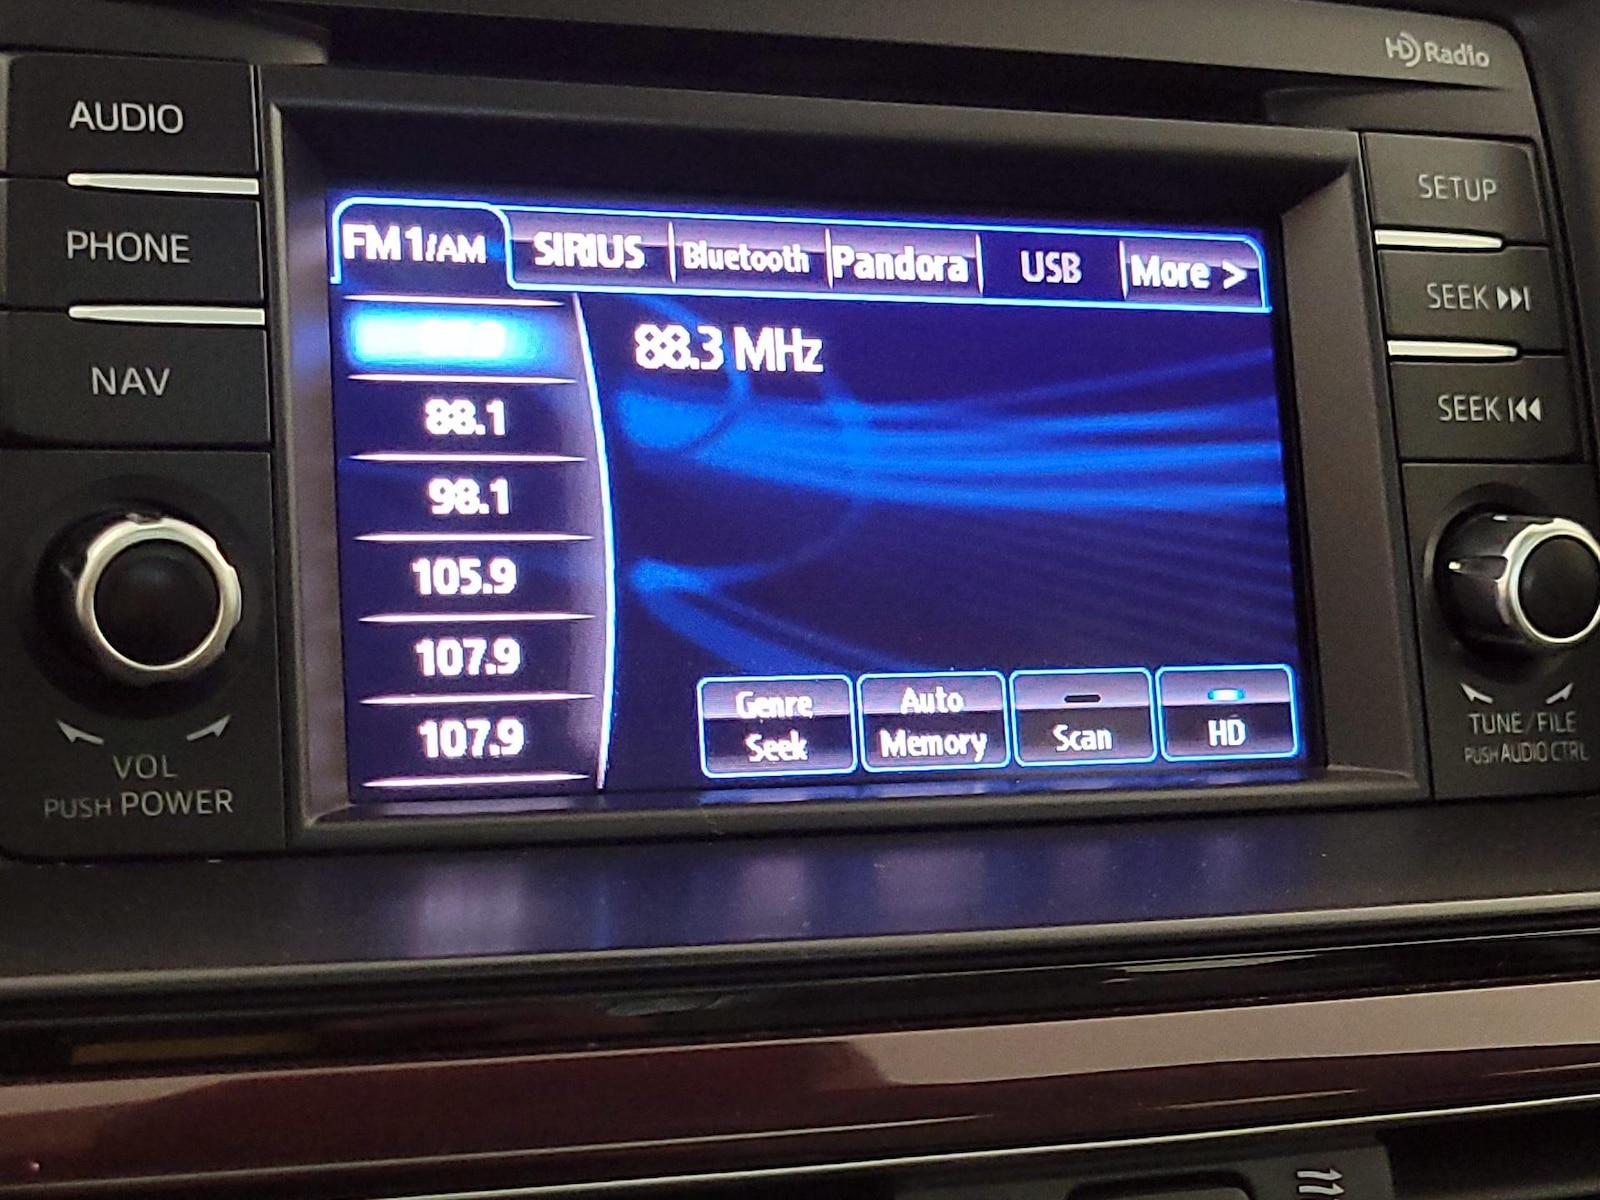 HD Radio
AUDIO
PHONE
NAV
VOL
PUSH POWER
FM1/AM
SIRIUS
Bluetooth
Pandora
USB
More >
88.1
98.1
105.9
107.9
107.9
88.3 MHz
Genre
Seek
Auto
Memory
Scan
HD
SETUP
SEEK
SEEK
TUNE/FILE
PUSH AUDIO CTRL